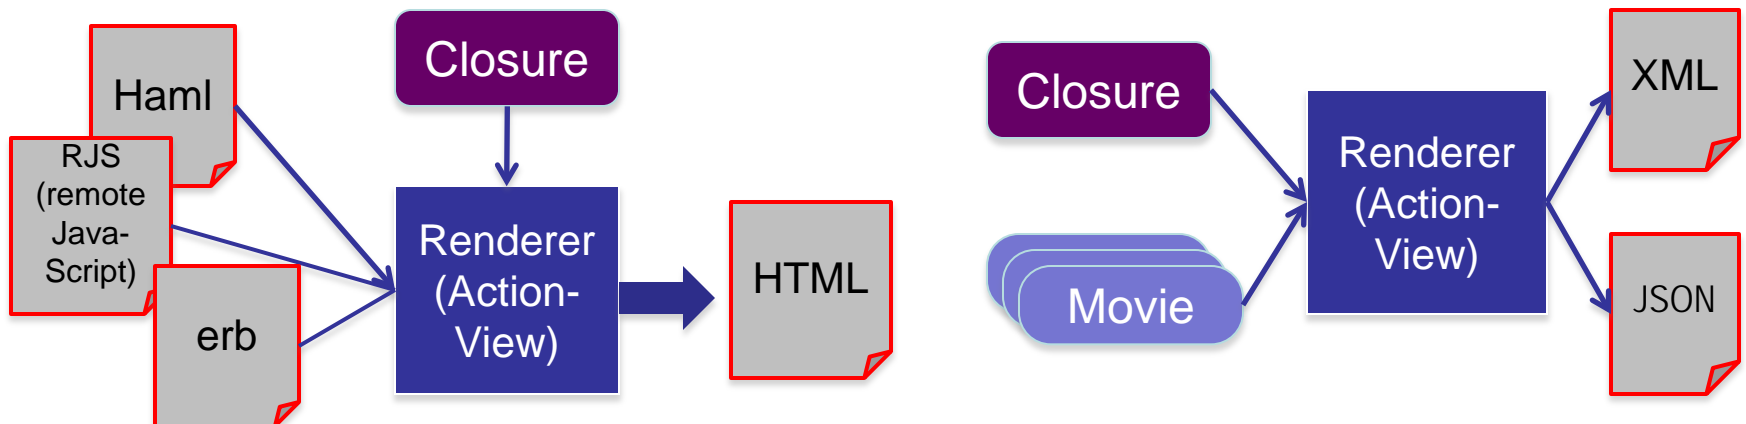 Haml
RJS
(remote
Java-
Script)
erb
Closure
Renderer
(Action-
View)
HTML
Closure
Movie
Renderer
(Action-
View)
XML
JSON